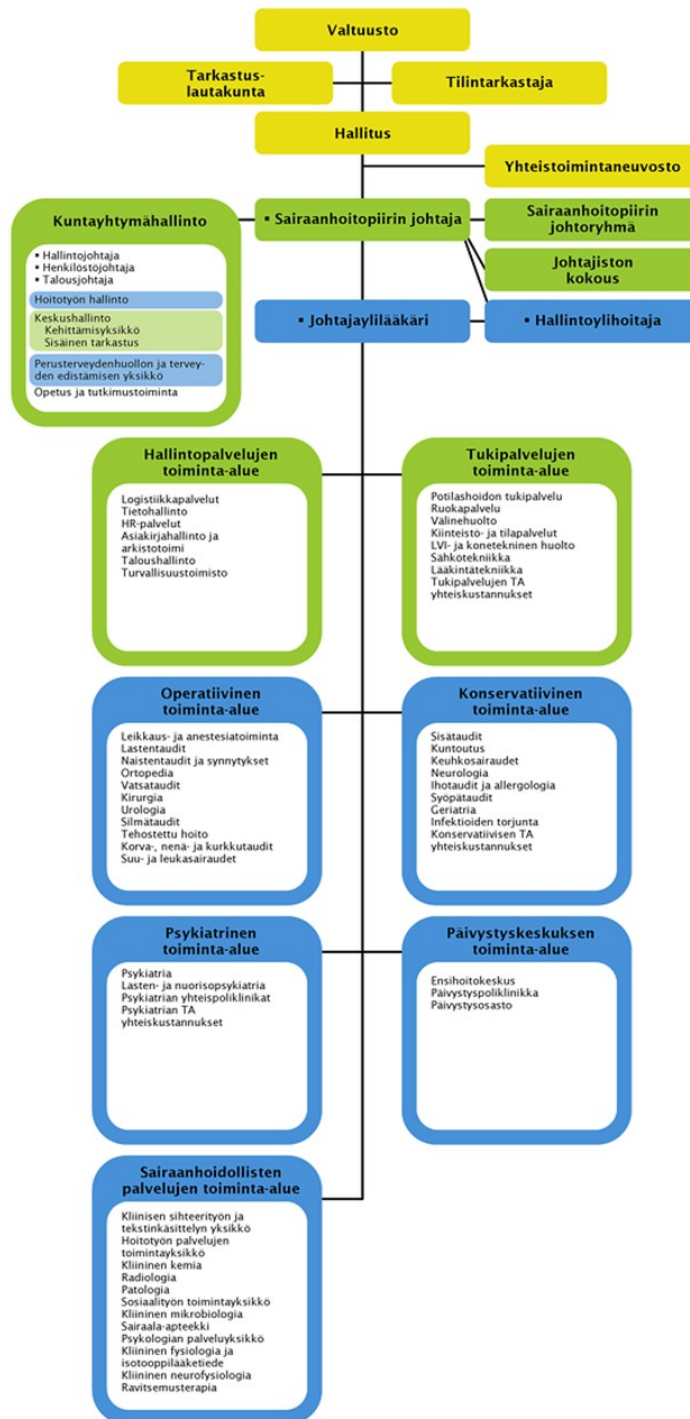 Valtuusto
Tarkastus-
lautakunta
Tilintarkastaja
Hallitus
Yhteistoimintaneuvosto
Kuntayhtymähallinto
▪ Hallintojohtaja
▪ Henkilöstöjohtaja
▪ Talousjohtaja
Hoitotyön hallinto
Keskushallinto
Kehittämisyksikkö
Sisäinen tarkastus
Perusterveydenhuollon ja tervey-
den edistämisen yksikkö
Opetus ja tutkimustoiminta
▪ Sairaanhoitopiirin johtaja
Sairaanhoitopiirin
johtoryhmä
Johtajiston
kokous
▪ Johtajaylilääkäri
▪ Hallintoylihoitaja
Hallintopalvelujen
toiminta-alue
Logistiikkapalvelut
Tietohallinto
HR-palvelut
Asiakirjahallinto ja
arkistotoimi
Taloushallinto
Turvallisuustoimisto
Tukipalvelujen
toiminta-alue
Potilashoidon tukipalvelu
Ruokapalvelu
Välinehuolto
Kiinteistö- ja tilapalvelut
LVI- ja konetekninen huolto
Sähkötekniikka
Lääkintätekniikka
Tukipalvelujen TA
yhteiskustannukset
Operatiivinen
toiminta-alue
Leikkaus- ja anestesiatoiminta
Lastentaudit
Naistentaudit ja synnytykset
Ortopedia
Vatsataudit
Kirurgia
Urologia
Silmätaudit
Tehostettu hoito
Korva-, nenä- ja kurkkutaudit
Suu- ja leukasairaudet
Konservatiivinen
toiminta-alue
Sisätaudit
Kuntoutus
Keuhkosairaudet
Neurologia
Ihotaudit ja allergologia
Syöpätaudit
Geriatria
Infektioiden torjunta
Konservatiivisen TA
yhteiskustannukset
Psykiatrinen
toiminta-alue
Psykiatria
Lasten- ja nuorisopsykiatria
Psykiatrian yhteispoliklinikat
Psykiatrian TA
yhteiskustannukset
Päivystyskeskuksen
toiminta-alue
Ensihoitokeskus
Päivystyspoliklinikka
Päivystysosasto
Sairaanhoidollisten
palvelujen toiminta-alue
Kliinisen sihteerityön ja
tekstinkäsittelyn yksikkö
Hoitotyön palvelujen
toimintayksikkö
Kliininen kemia
Radiologia
Patologia
Sosiaalityön toimintayksikkö
Kliininen mikrobiologia
Sairaala-apteekki
Psykologian palveluyksikkö
Kliininen fysiologia ja
isotooppilääketiede
Kliininen neurofysiologia
Ravitsemusterapia